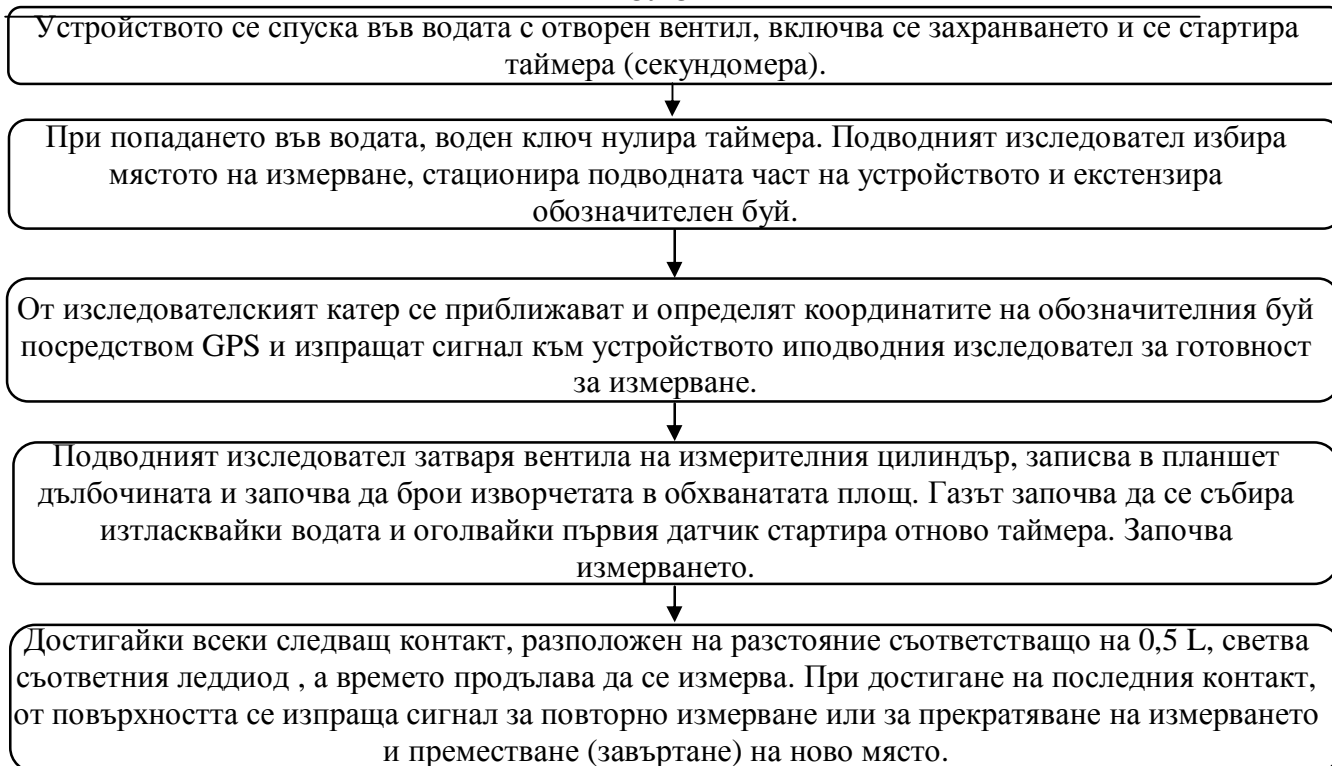 Устройството се спуска във водата с отворен вентил, включва се захранването и се стартира
таймера (секундомера).
При попадането във водата, воден ключ нулира таймера. Подводният изследовател избира
мястото на измерване, стационира подводната част на устройството и екстензира
обозначителен буй.
От изследователският катер се приближават и определят координатите на обозначителния буй
посредством GPS и изпращат сигнал към устройството иподводния изследовател за готовност
за измерване.
Подводният изследовател затваря вентила на измерителния цилиндър, записва в планшет
дълбочината и започва да брои изворчетата в обхванатата площ. Газът започва да се събира
изтласквайки водата и оголвайки първия датчик стартира отново таймера. Започва
измерването.
Достигайки всеки следващ контакт, разположен на разстояние съответстващо на 0,5 L, светва
съответния леддиод , а времето продълава да се измерва. При достигане на последния контакт,
от повърхността се изпраща сигнал за повторно измерване или за прекратяване на измерването
и преместване (завъртане) на ново място.